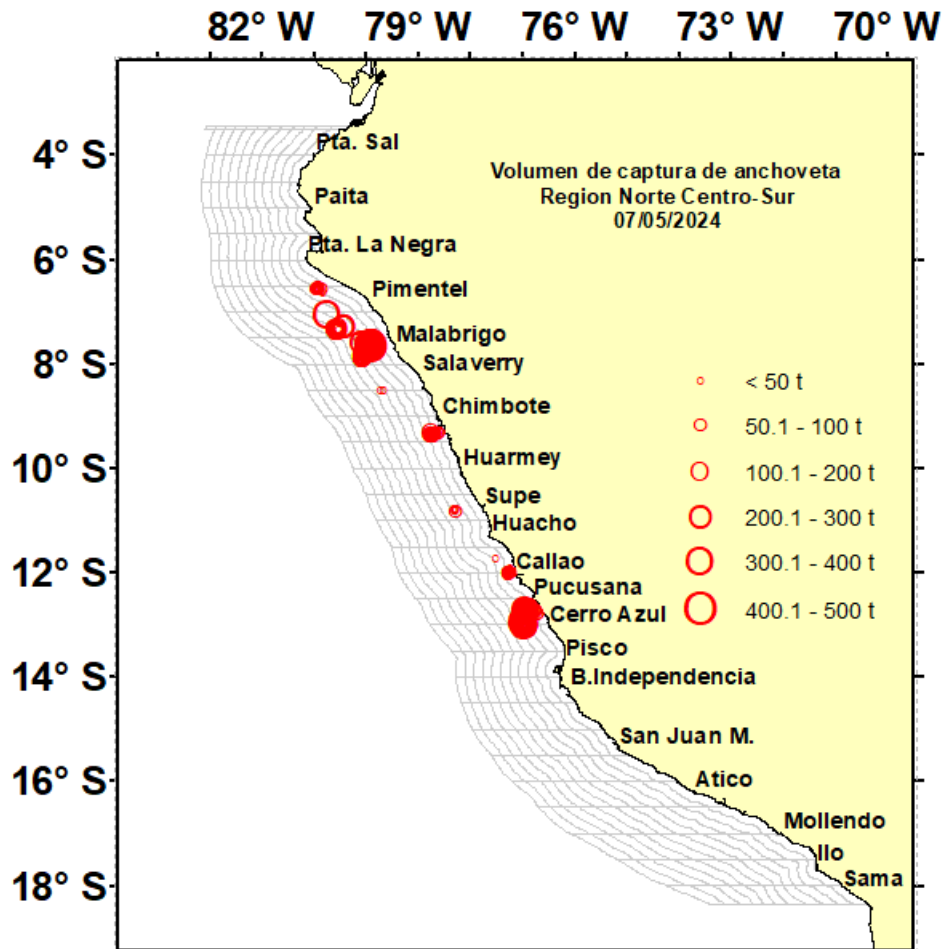 82° W 79° W 76° W 73° W 70° W
4° S
6° S
8° S
10° S
12° S
14° S
16° S
18° S
Volumen de captura de anchoveta
Region Norte Centro-Sur
07/05/2024
Pta. Sal
Paita
Pta. La Negra
Pimentel
Malabrigo
Salaverry
Chimbote
Huarmey
Supe
Huacho
Callao
Pucusana
Cerro Azul
Pisco
B.Independencia
San Juan M.
Atico
Mollendo
Ilo
Sama
< 50 t
50.1 - 100 t
100.1 - 200 t
200.1 - 300 t
300.1 - 400 t
400.1 - 500 t